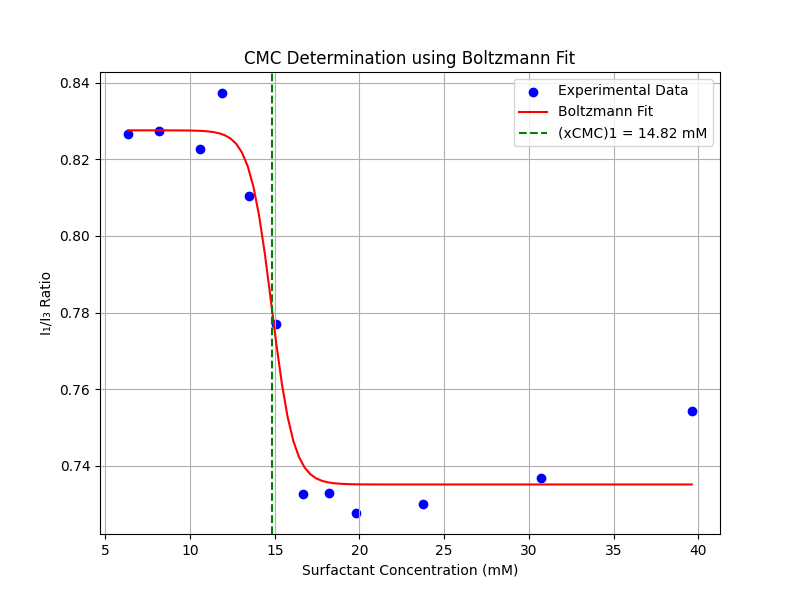 CMC Determination using Boltzmann Fit
Experimental Data
Boltzmann Fit
(xCMC)1 = 14.82 mM
I₁/I₃ Ratio
0.84
0.82
0.80
0.78
0.76
0.74
5 10 15 20 25 30 35 40
Surfactant Concentration (mM)